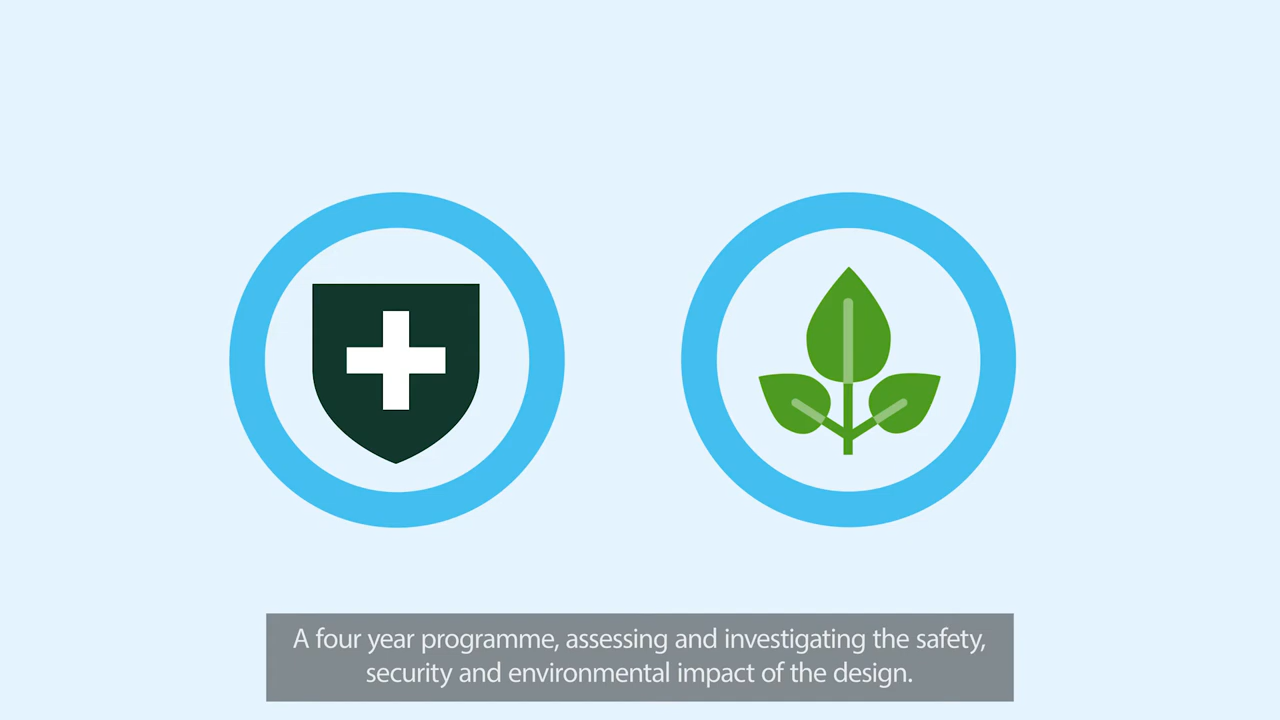 A four year programme, assessing and investigating the safety,
security and environmental impact of the design.